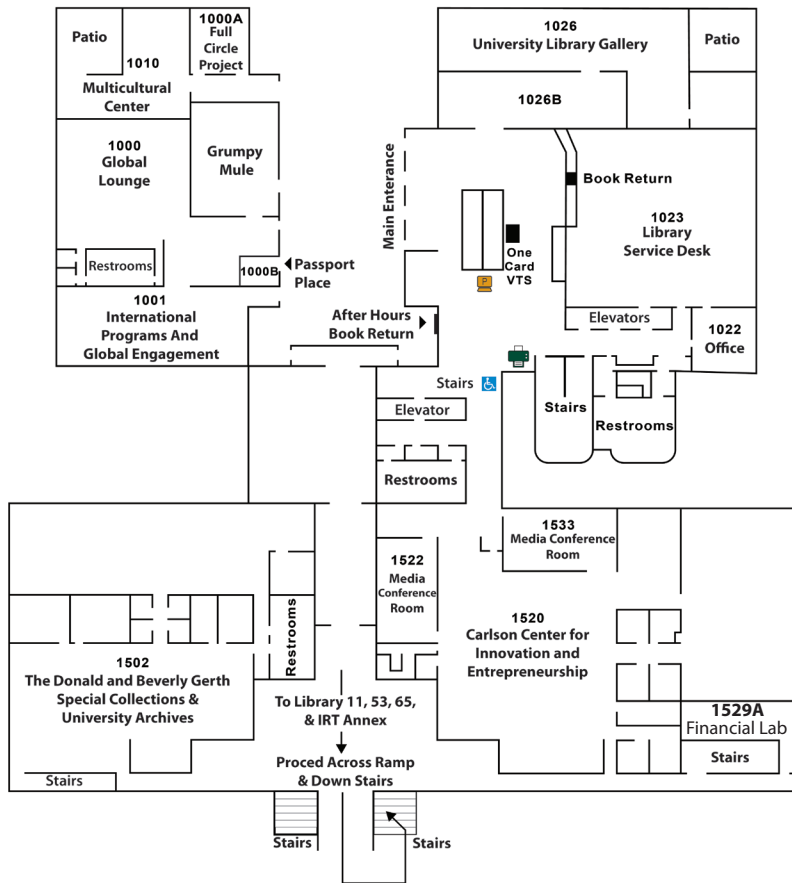 1000A
Full
Circle
Project
Patio
1010
Multicultural
Center
1000
Global
Lounge
Grumpy
Mule
Restrooms
1000B
Passport
Place
1001
International
Programs And
Global Engagement
1026
University Library Gallery
Patio
1026B
Main Enterance
Book Return
1023
Library
Service Desk
One
Card
VTS
P
After Hours
Book Return
Elevators
1022
Office
Stairs
Elevator
Stairs
Restrooms
Restrooms
1533
Media Conference
Room
1522
Media
Conference
Room
1520
Carlson Center for
Innovation and
Entrepreneurship
Restrooms
1502
The Donald and Beverly Gerth
Special Collections &
University Archives
To Library 11, 53, 65,
& IRT Annex
1529A
Financial Lab
Stairs
Proced Across Ramp
& Down Stairs
Stairs
Stairs
Stairs